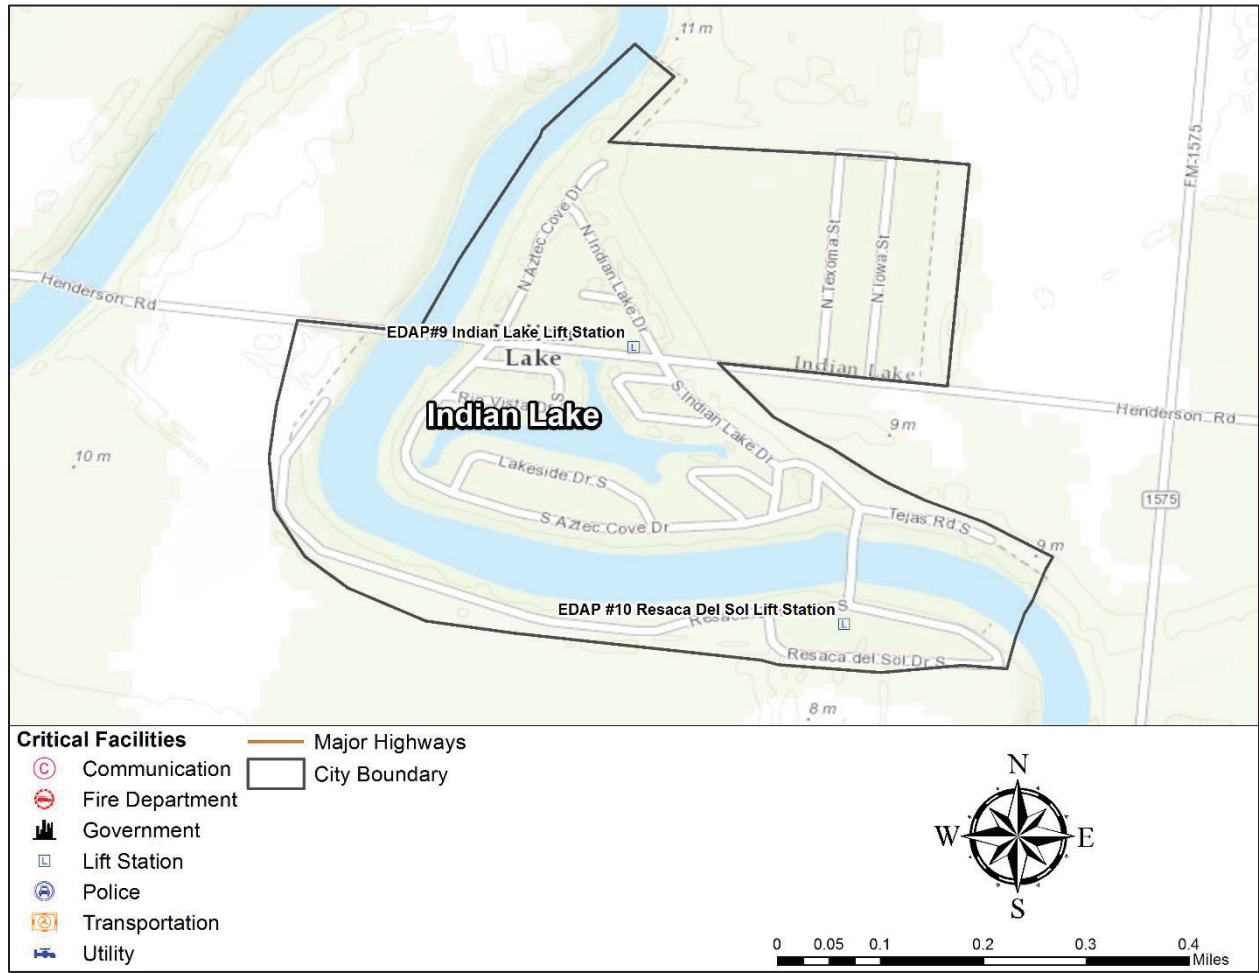 11 m
FM-1575
N Aztec Cove Dr
N Indian Lake Dr
N Texoma St
N Iowa St
Henderson Rd
EDAP#9 Indian Lake Lift Station
L
Lake
Indian Lake
Henderson Rd
Rio Vista Dr S
Indian Lake
S Indian Lake Dr
9 m
10 m
Lakeside Dr S
1575
S Aztec Cove Dr
Tejas Rd S
9 m
EDAP #10 Resaca Del Sol Lift Station
S
L
Resaca del Sol Dr S
8 m
Critical Facilities
C Communication
Fire Department
Government
L Lift Station
Police
Transportation
Utility
Major Highways
City Boundary
N
W E
S
0 0.05 0.1 0.2 0.3 0.4
Miles